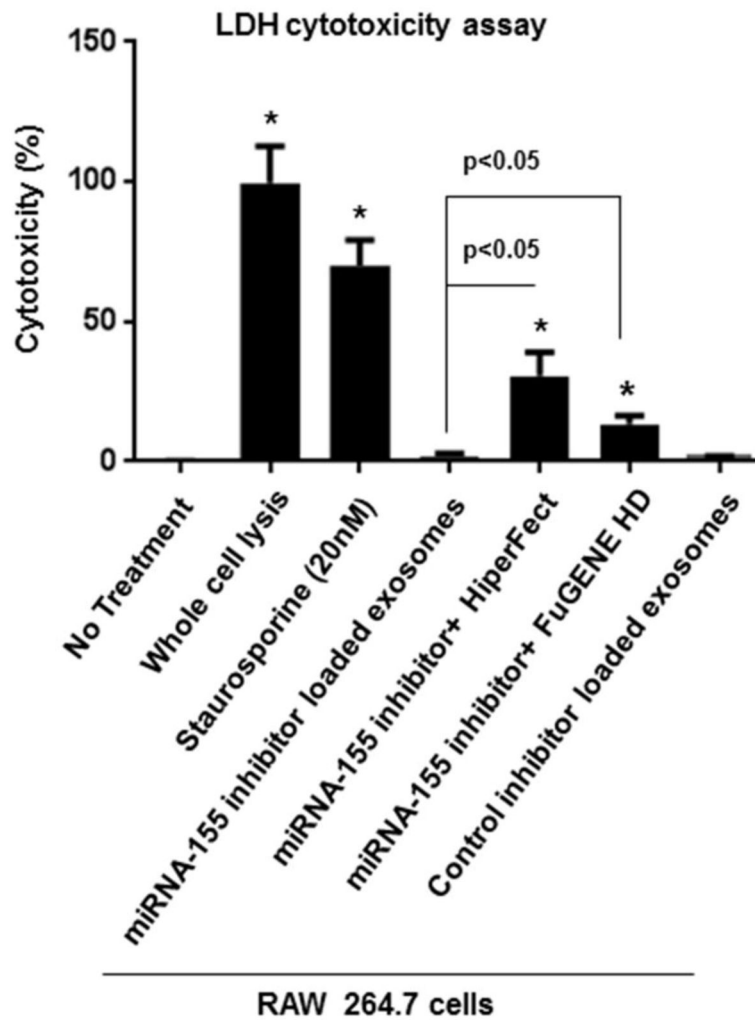 LDH cytotoxicity assay
Cytotoxicity (%)
150
100
50
0
*
*
p<0.05
p<0.05
*
*
No Treatment
Whole cell lysis
Staurosporine (20nM)
miRNA-155 inhibitor loaded exosomes
miRNA-155 inhibitor+ HiperFect
miRNA-155 inhibitor+ FuGENE HD
Control inhibitor loaded exosomes
RAW 264.7 cells